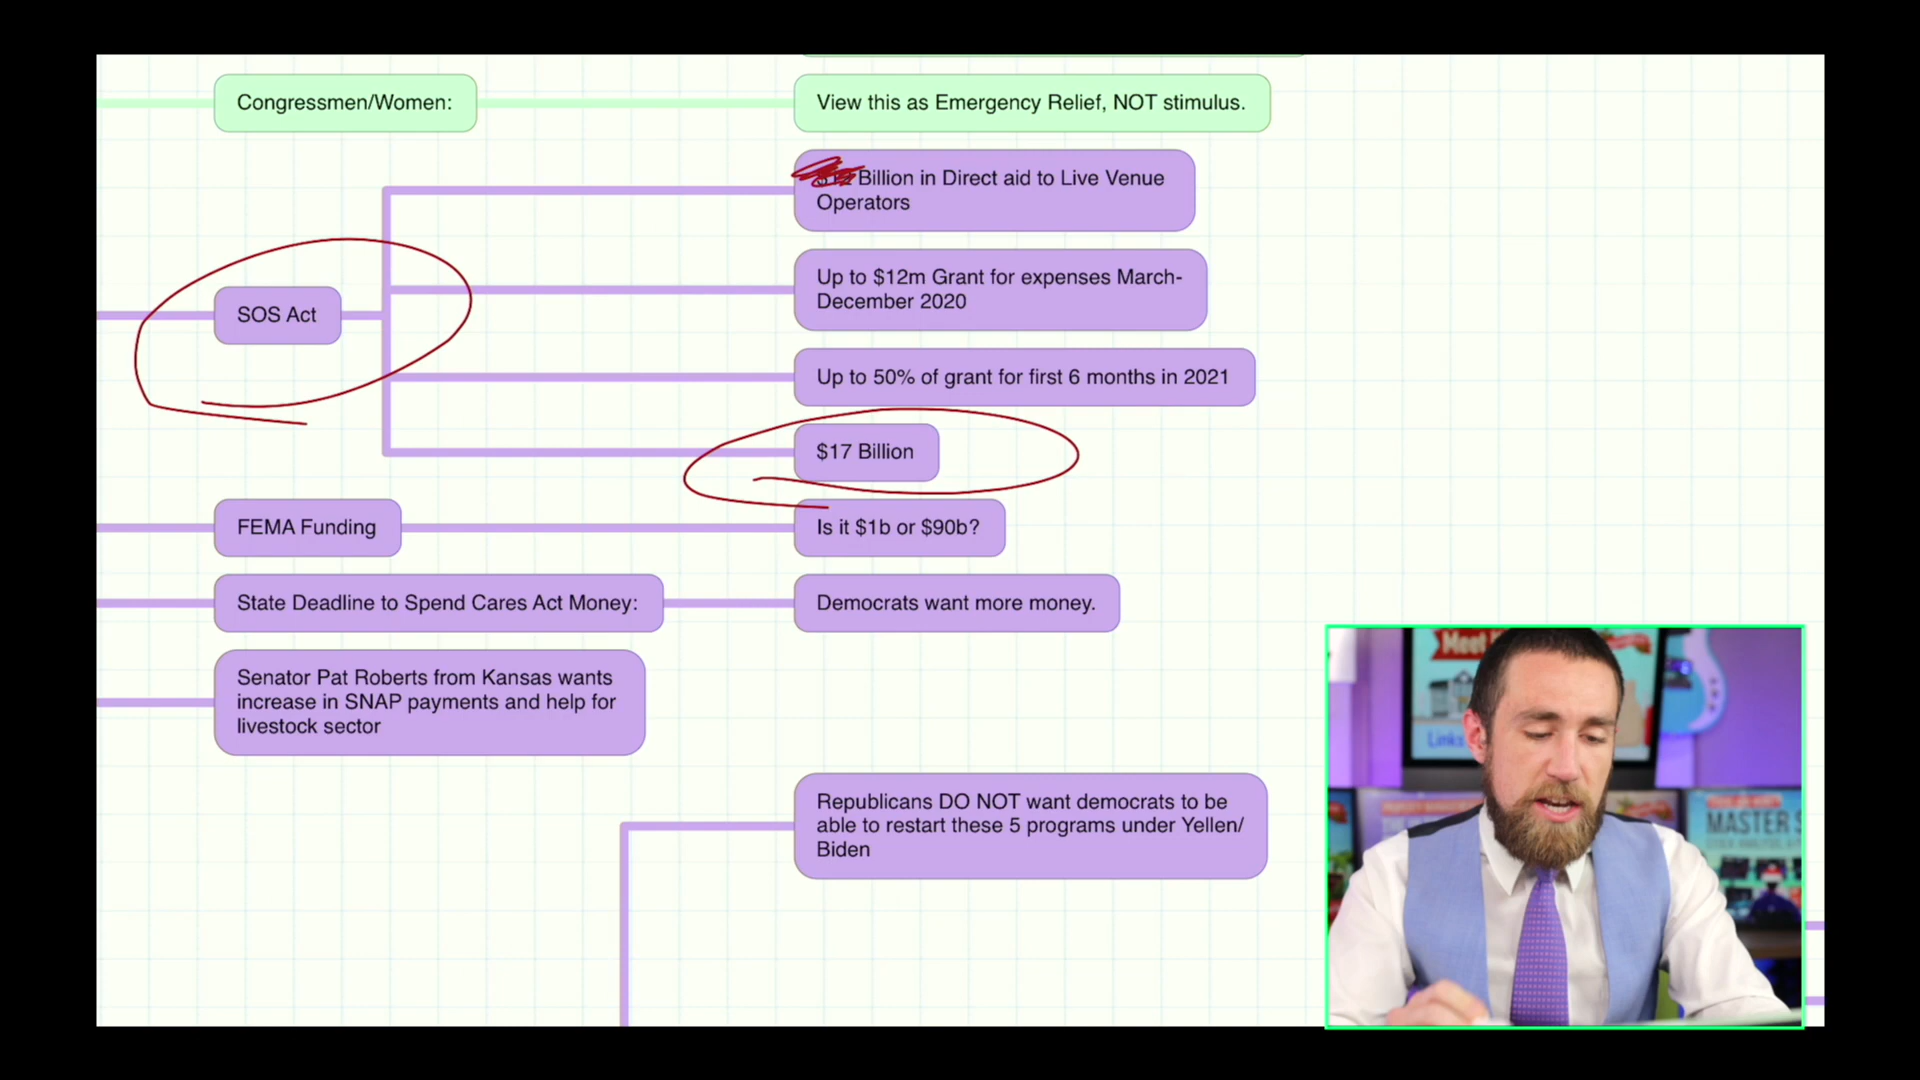 Congressmen/Women:
View this as Emergency Relief, NOT stimulus.
Billion in Direct aid to Live Venue
Operators
Up to $12m Grant for expenses March-
December 2020
SOS Act
Up to 50% of grant for first 6 months in 2021
$17 Billion
FEMA Funding
Is it $1b or $90b?
State Deadline to Spend Cares Act Money:
Democrats want more money.
Senator Pat Roberts from Kansas wants
increase in SNAP payments and help for
livestock sector
Republicans DO NOT want democrats to be
able to restart these 5 programs under Yellen/
Biden
Meet
Links
MASTER